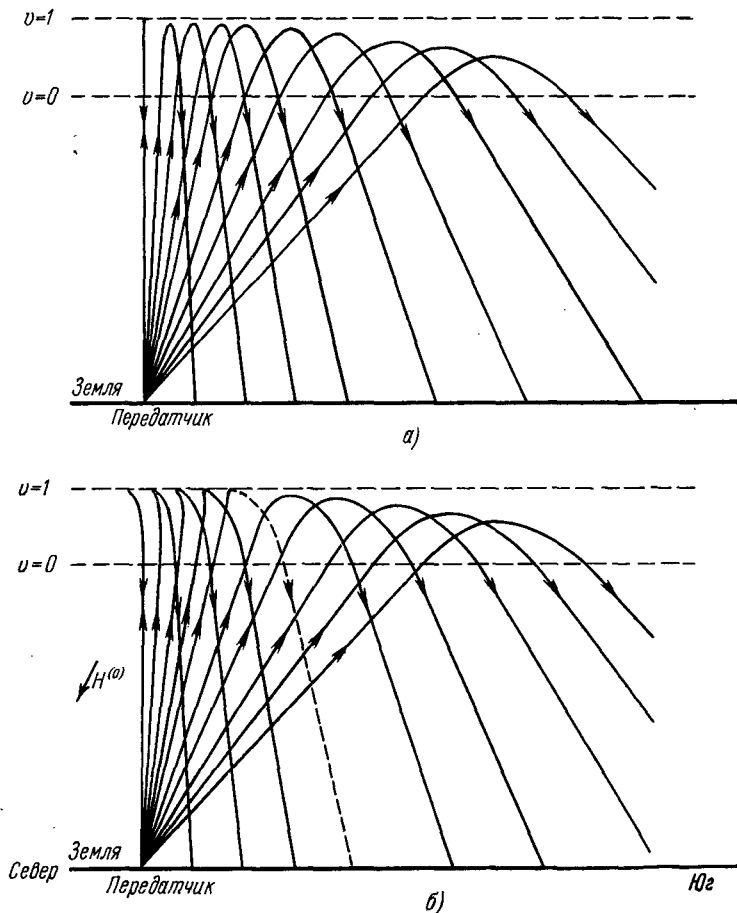 υ=1
υ=0
Земля
Передатчик
а)
υ=1
υ=0
H⁽⁰⁾
Земля
Север
Передатчик
Юг
б)